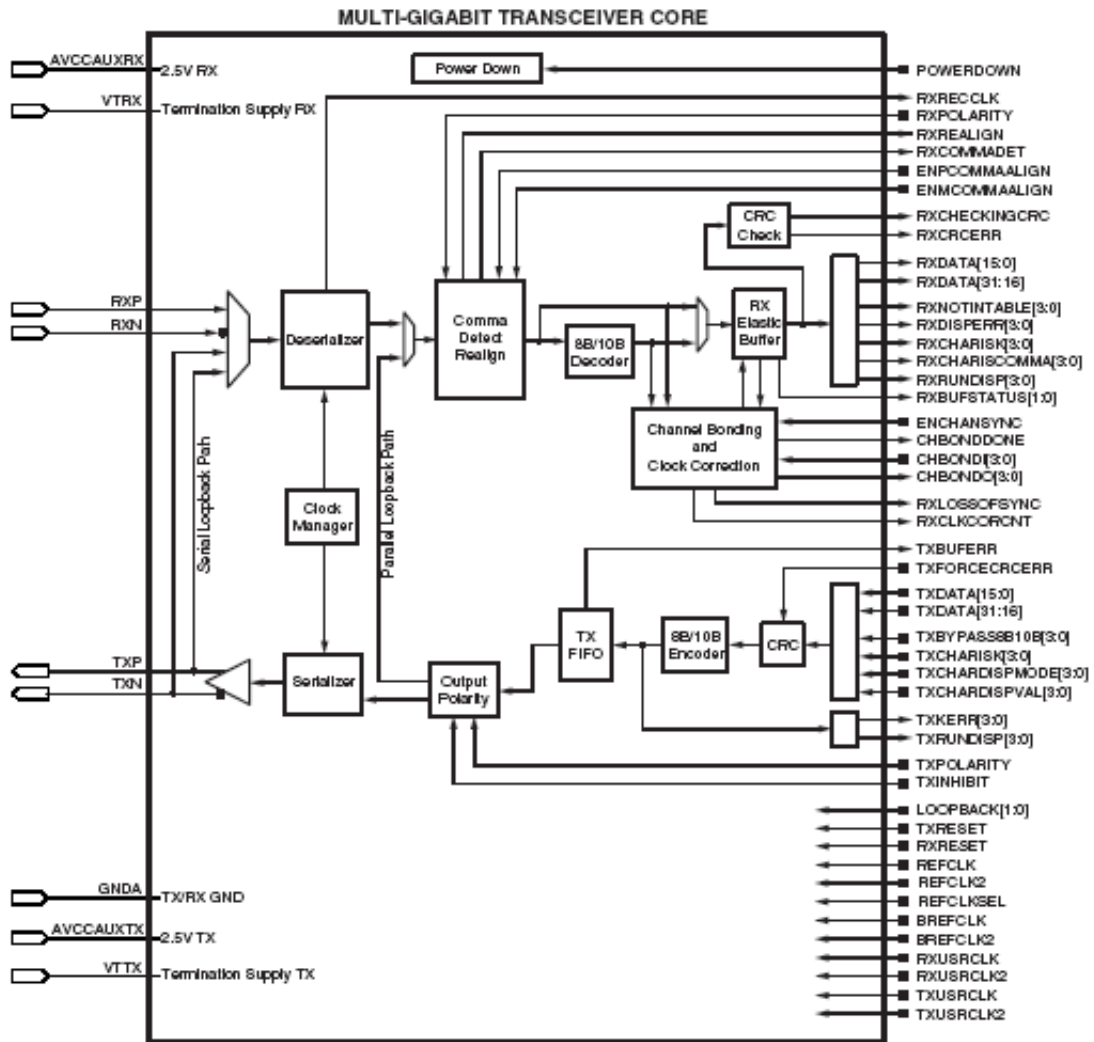 MULTI-GIGABIT TRANSCEIVER CORE
AVCCAUXRX
2.5V RX
VTRX
Termination Supply RX
Power Down
POWERDOWN
RXRECCLK
RXPOLARITY
RXREALIGN
RXCOMMADET
ENPCOMMAALIGN
ENMCOMMAALIGN
CRC
Check
RXCHECKINGCRC
RXCRCERR
RXDATA[15:0]
RXDATA[31:16]
RXNOTINTABLE[3:0]
RXDISPERR[3:0]
RXCHARISK[3:0]
RXCHARISCOMMA[3:0]
RXRUNDISP[3:0]
RXBUFSTATUS[1:0]
RXP
RXN
Deserializer
Comma
Detect
Realign
8B/10B
Decoder
RX
Elastic
Buffer
Channel Bonding
and
Clock Correction
ENCHANSYNC
CHBONDDONE
CHBONDI[3:0]
CHBONDO[3:0]
RXLOSSOFSYNC
RXCLKCORCNT
Serial Loopback Path
Clock
Manager
Parallel Loopback Path
TXBUFERR
TXFORCECRCERR
TXDATA[15:0]
TXDATA[31:16]
TXBYPASS8B10B[3:0]
TXCHARISK[3:0]
TXCHARDISPMODE[3:0]
TXCHARDISPVAL[3:0]
TX
FIFO
8B/10B
Encoder
CRC
TXP
TXN
Serializer
Output
Polarity
TXKERR[3:0]
TXRUNDISP[3:0]
TXPOLARITY
TXINHIBIT
LOOPBACK[1:0]
TXRESET
RXRESET
REFCLK
REFCLK2
REFCLKSEL
BREFCLK
BREFCLK2
RXUSRCLK
RXUSRCLK2
TXUSRCLK
TXUSRCLK2
GNDA
TX/RX GND
AVCCAUXTX
2.5V TX
VTTX
Termination Supply TX